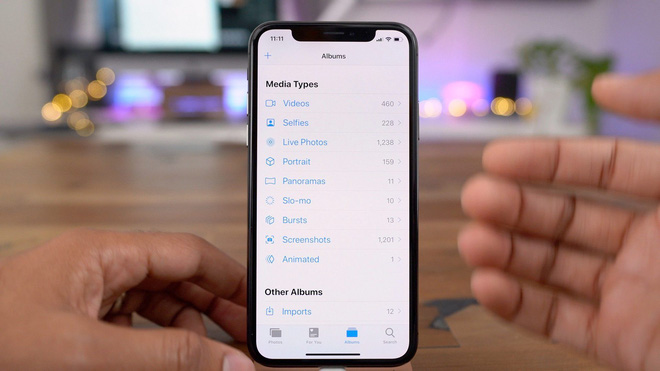 11:11
+ Albums
Media Types
Videos 460
Selfies 228
Live Photos 1,238
Portrait 159
Panoramas 11
Slo-mo 10
Bursts 13
Screenshots 1,201
Animated 1
Other Albums
Imports 12
Photos For You Albums Search